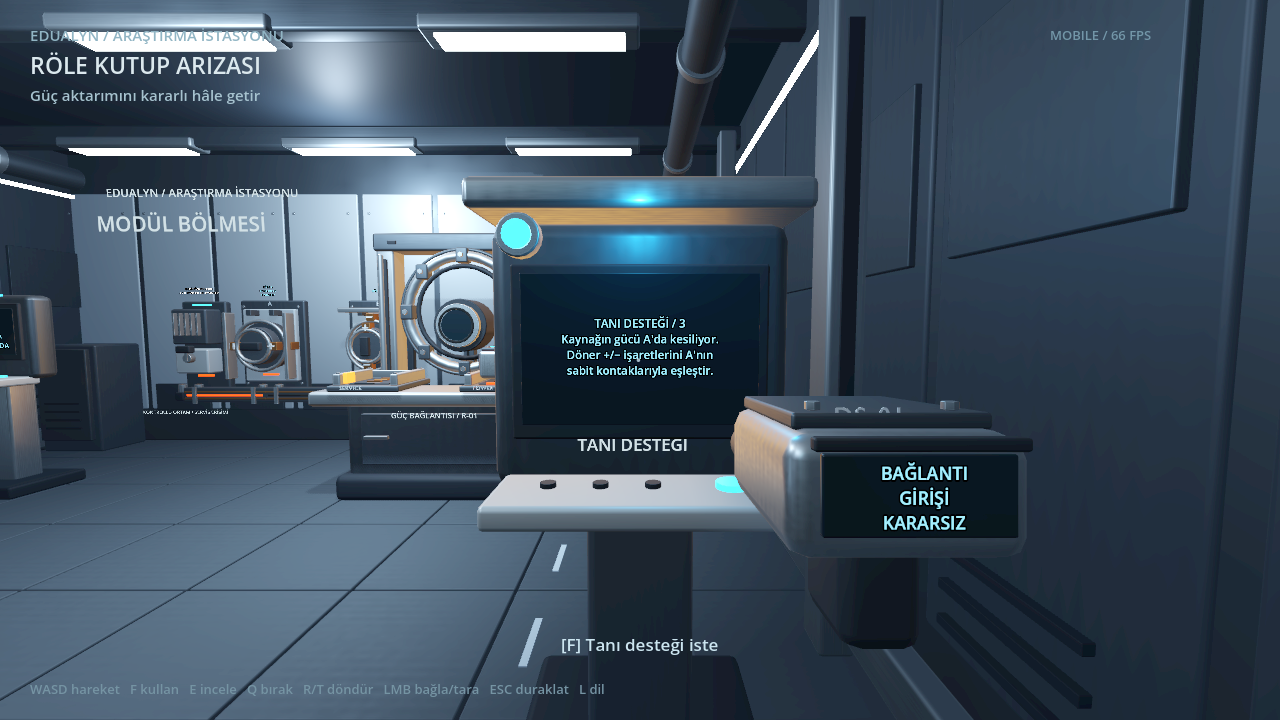 EDUALYN / ARAŞTIRMA İSTASYONU
MOBILE / 66 FPS
RÖLE KUTUP ARIZASI
Güç aktarımını kararlı hâle getir
EDUALYN / ARAŞTIRMA İSTASYONU
MODÜL BÖLMESİ
TANI DESTEĞİ / 3
Kaynağın gücü A'da kesiliyor.
Döner +/− işaretlerini A'nın
sabit kontaklarıyla eşleştir.
GÜÇ BAĞLANTISI / R-01
TANI DESTEĞI
BAĞLANTI
GİRİŞİ
KARARSIZ
[F] Tanı desteği iste
WASD hareket F kullan E incele Q bırak R/T döndür LMB bağla/tara ESC duraklat L dil